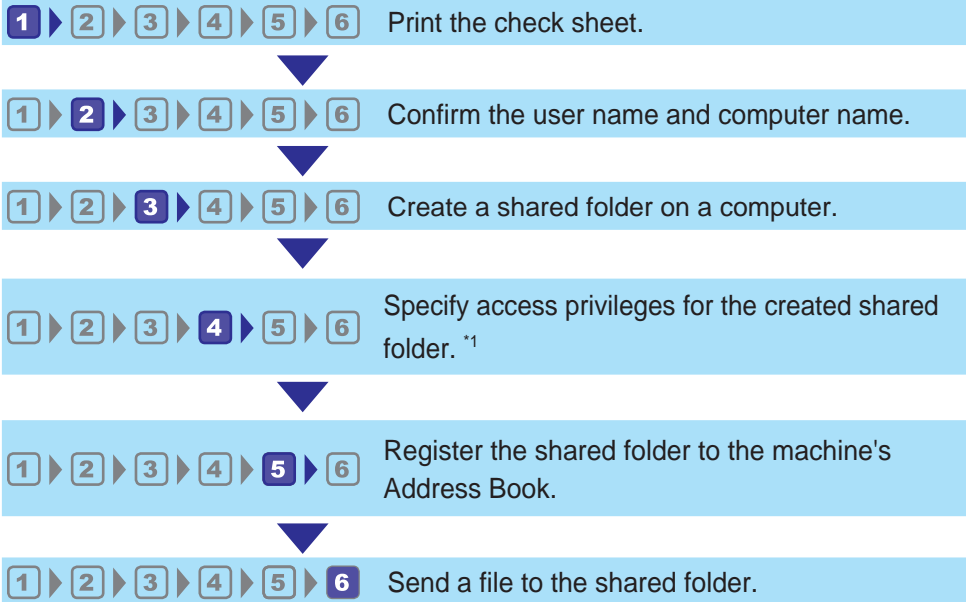 1 2 3 4 5 6 Print the check sheet.
1 2 3 4 5 6 Confirm the user name and computer name.
1 2 3 4 5 6 Create a shared folder on a computer.
1 2 3 4 5 6 Specify access privileges for the created shared
folder. *1
1 2 3 4 5 6 Register the shared folder to the machine's
Address Book.
1 2 3 4 5 6 Send a file to the shared folder.